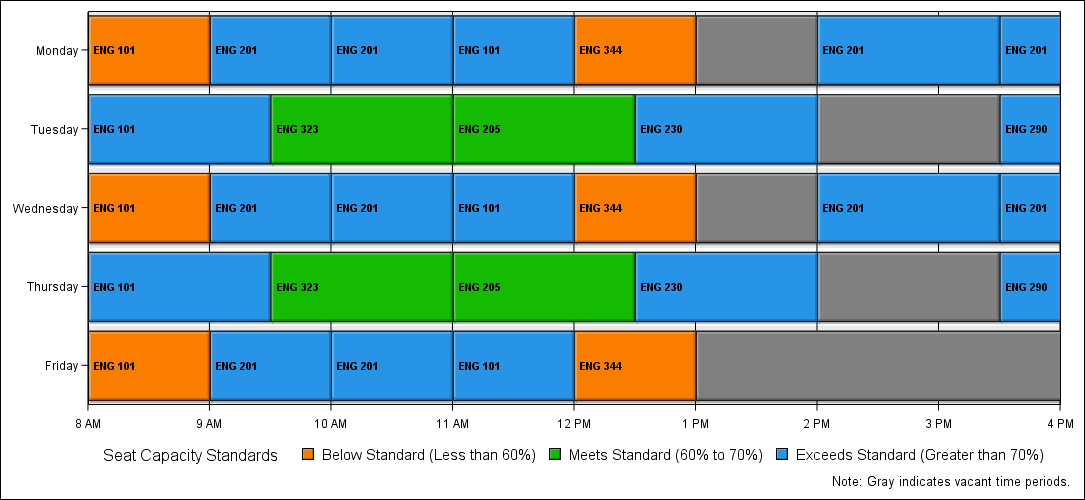 Monday ENG 101 ENG 201 ENG 201 ENG 101 ENG 344 ENG 201 ENG 201
Tuesday ENG 101 ENG 323 ENG 205 ENG 230 ENG 290
Wednesday ENG 101 ENG 201 ENG 201 ENG 101 ENG 344 ENG 201 ENG 201
Thursday ENG 101 ENG 323 ENG 205 ENG 230 ENG 290
Friday ENG 101 ENG 201 ENG 201 ENG 101 ENG 344
8 AM 9 AM 10 AM 11 AM 12 PM 1 PM 2 PM 3 PM 4 PM
Seat Capacity Standards Below Standard (Less than 60%) Meets Standard (60% to 70%) Exceeds Standard (Greater than 70%)
Note: Gray indicates vacant time periods.